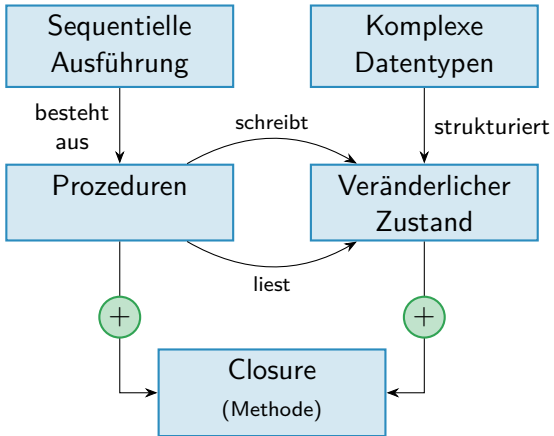 Sequentielle
Ausführung
Komplexe
Datentypen
besteht
aus
schreibt
strukturiert
Prozeduren
Veränderlicher
Zustand
liest
+
+
Closure
(Methode)